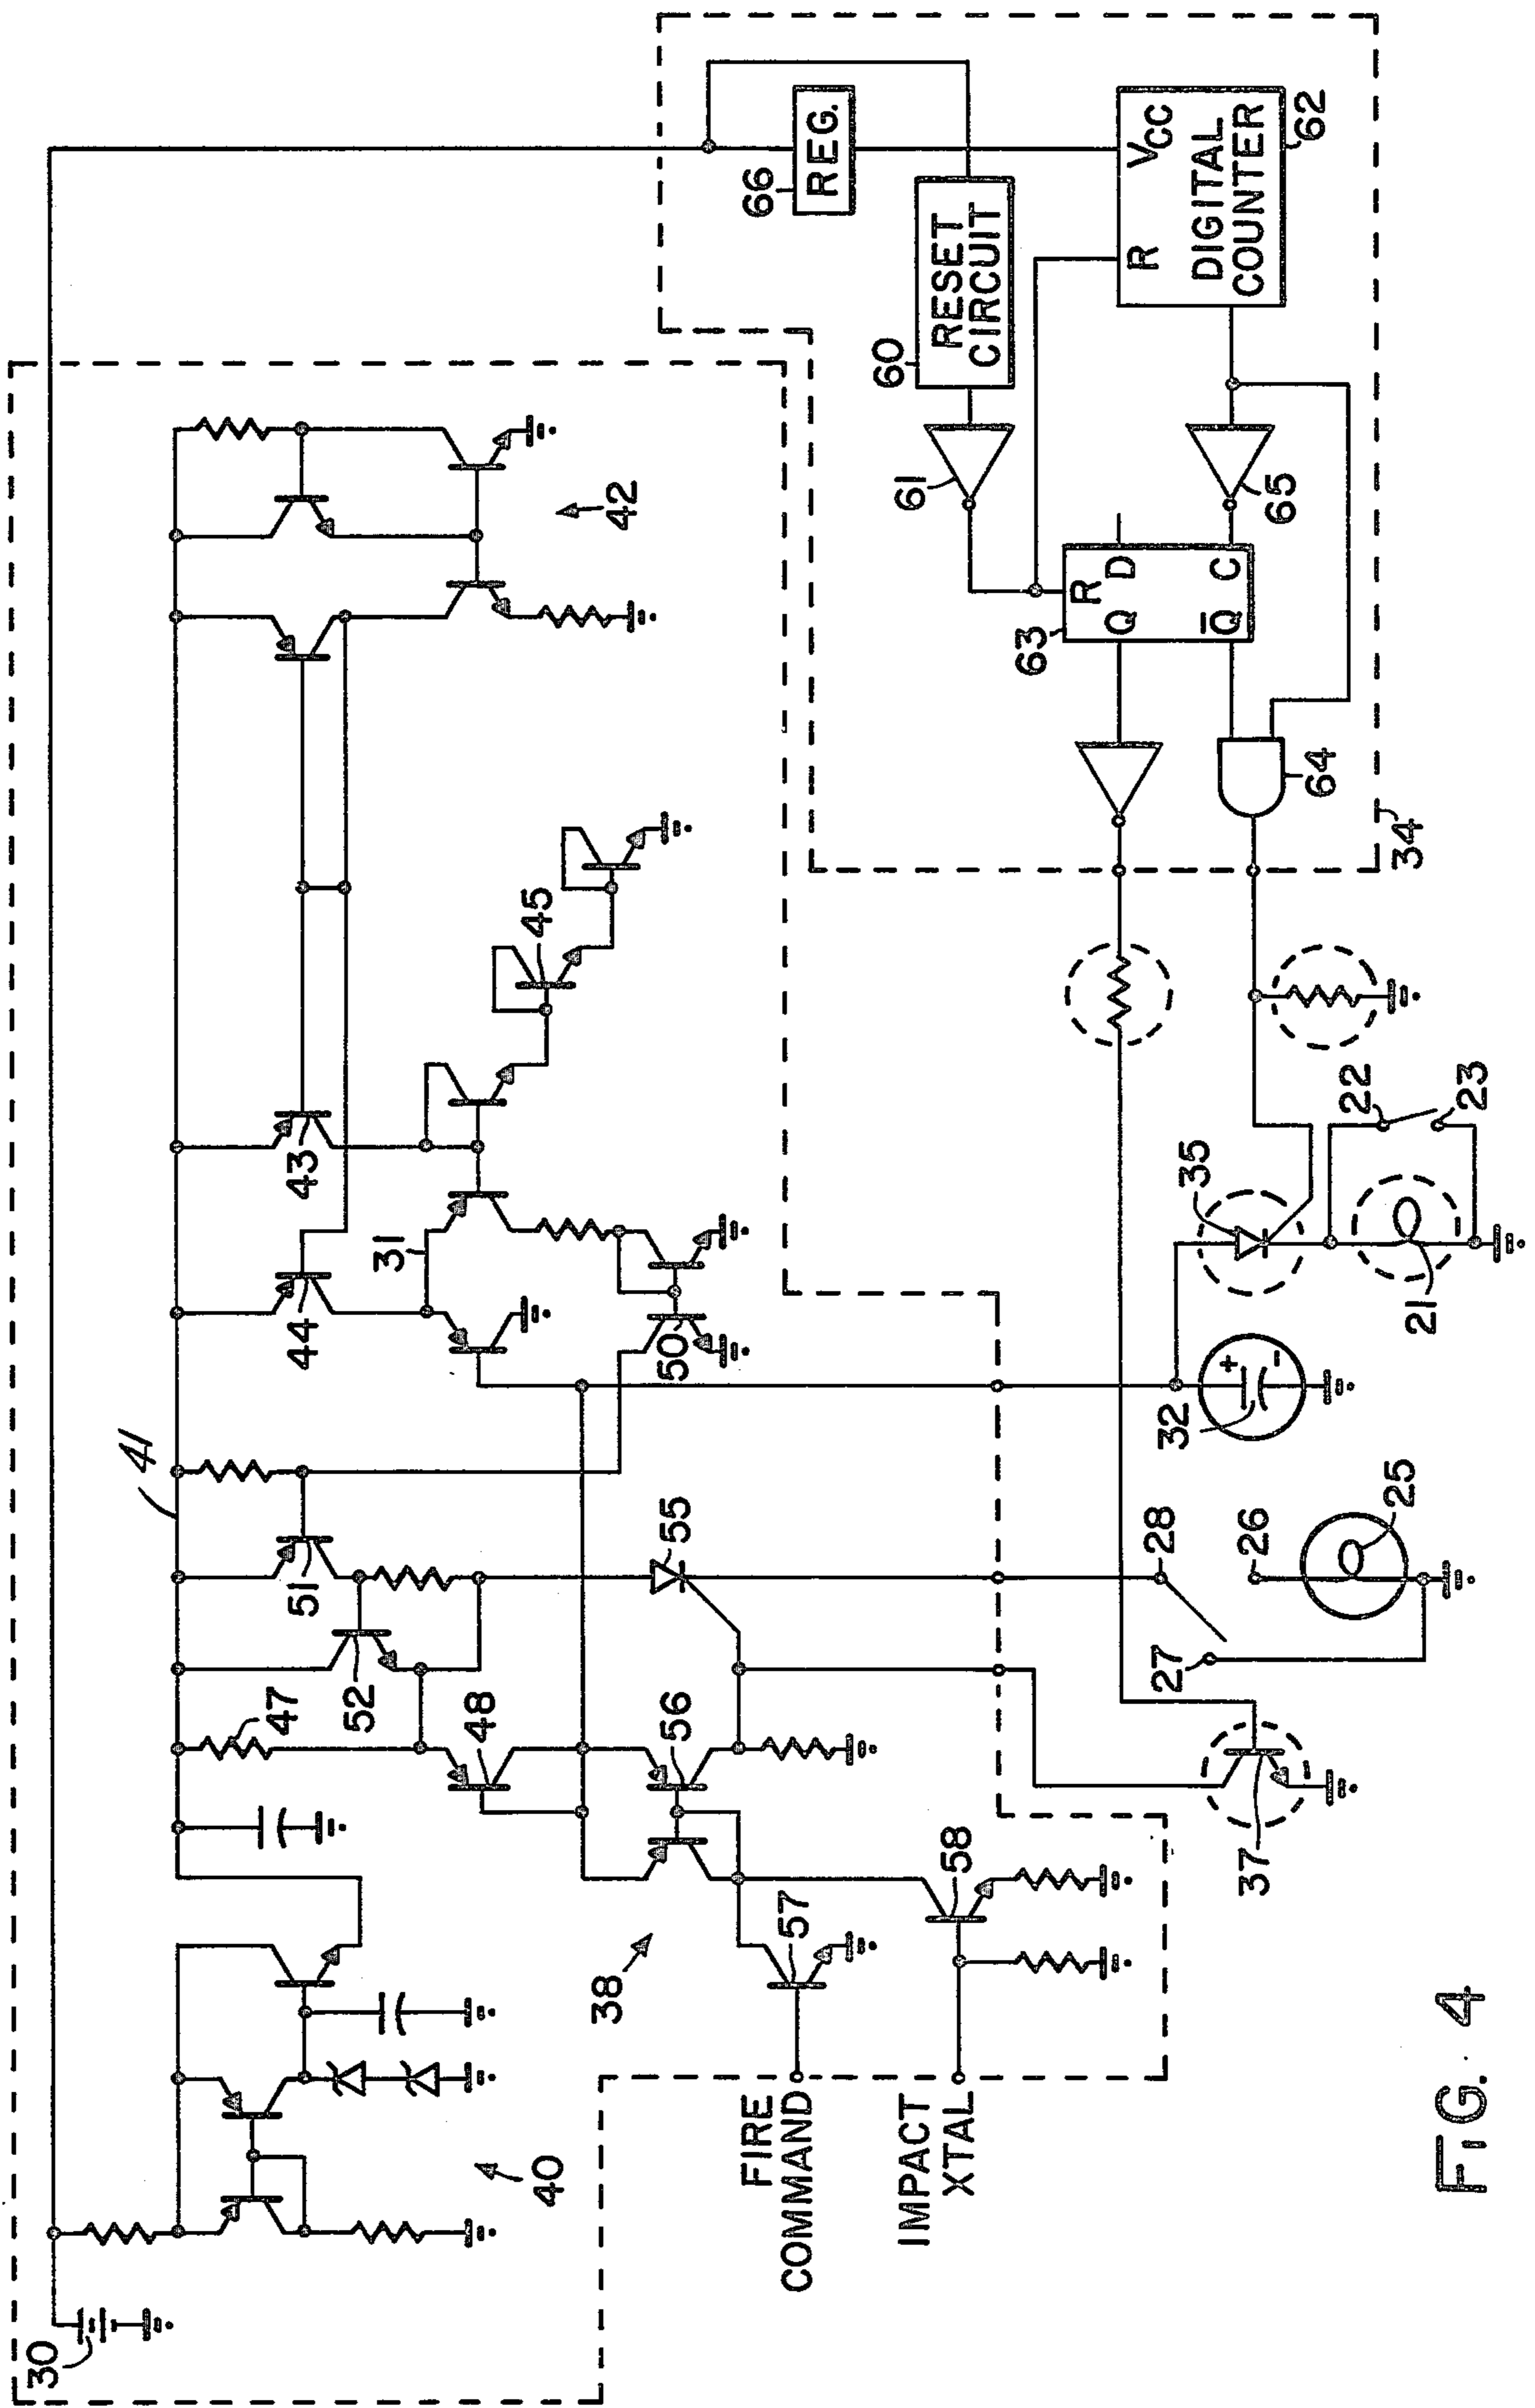 30
40
41
42
43
44
45
31
47
48
50
51
52
55
56
57
58
38
FIRE
COMMAND
IMPACT
XTAL
66
REG.
60
RESET
CIRCUIT
61
VCC
R
DIGITAL
COUNTER
62
63
R
D
Q
Q̅
C
65
64
34
35
32
21
22
23
28
26
27
25
37
FIG. 4